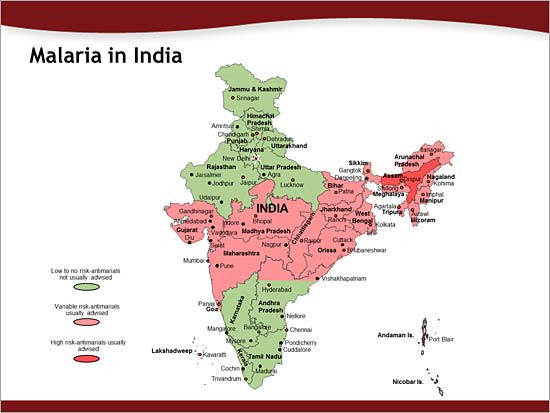 Malaria in India
Jammu & Kashmir
Srinagar
Himachal
Pradesh
Amritsar
Shimla
Chandigarh
Punjab
Dehradun
Uttarakhand
Haryana
New Delhi
Rajasthan
Uttar Pradesh
Jaisalmer
Agra
Jaipur
Jodhpur
Lucknow
Udaipur
Sikkim
Gangtok
Darjeeling
Bihar
Patna
Arunachal
Pradesh
Itanagar
Assam
Dispur
Nagaland
Kohima
Shillong
Meghalaya
Imphal
Manipur
Agartala
Tripura
Aizawl
Mizoram
INDIA
Gandhinagar
Ahmedabad
Gujarat
Diu
Vadodara
Surat
Indore
Bhopal
Madhya Pradesh
Chhattisgarh
Jharkhand
Ranchi
West
Bengal
Kolkata
Nagpur
Raipur
Cuttack
Orissa
Bhubaneshwar
Maharashtra
Mumbai
Pune
Vishakhapatnam
Hyderabad
Panaji
Goa
Karnataka
Andhra
Pradesh
Nellore
Mangalore
Bangalore
Chennai
Mysore
Pondicherry
Cuddalore
Lakshadweep
Kavaratti
Kerala
Tamil Nadu
Cochin
Madurai
Trivandrum
Andaman Is.
Port Blair
Nicobar Is.
Low to no risk-antimarials
not usually advised
Variable risk-antimarials
usually advised
High risk-antimarials usually
advised